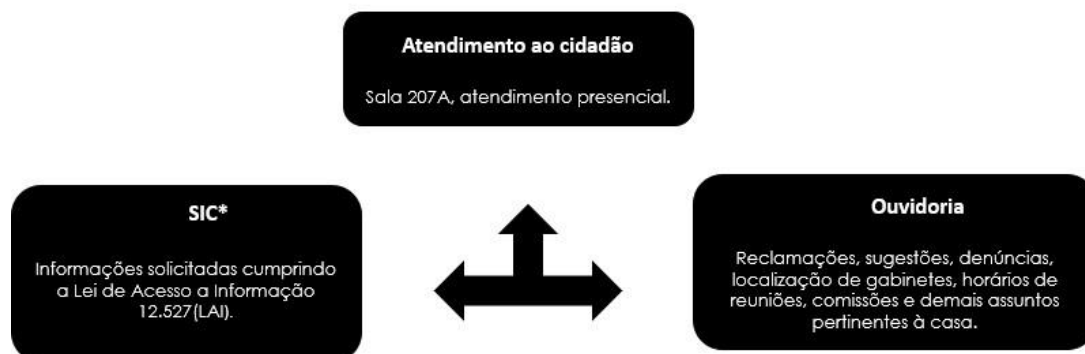 Atendimento ao cidadão
Sala 207A, atendimento presencial.
SIC*
Informações solicitadas cumprindo
a Lei de Acesso a Informação
12.527(LAI).
Ouvidoria
Reclamações, sugestões, denúncias,
localização de gabinetes, horários de
reuniões, comissões e demais assuntos
pertinentes à casa.